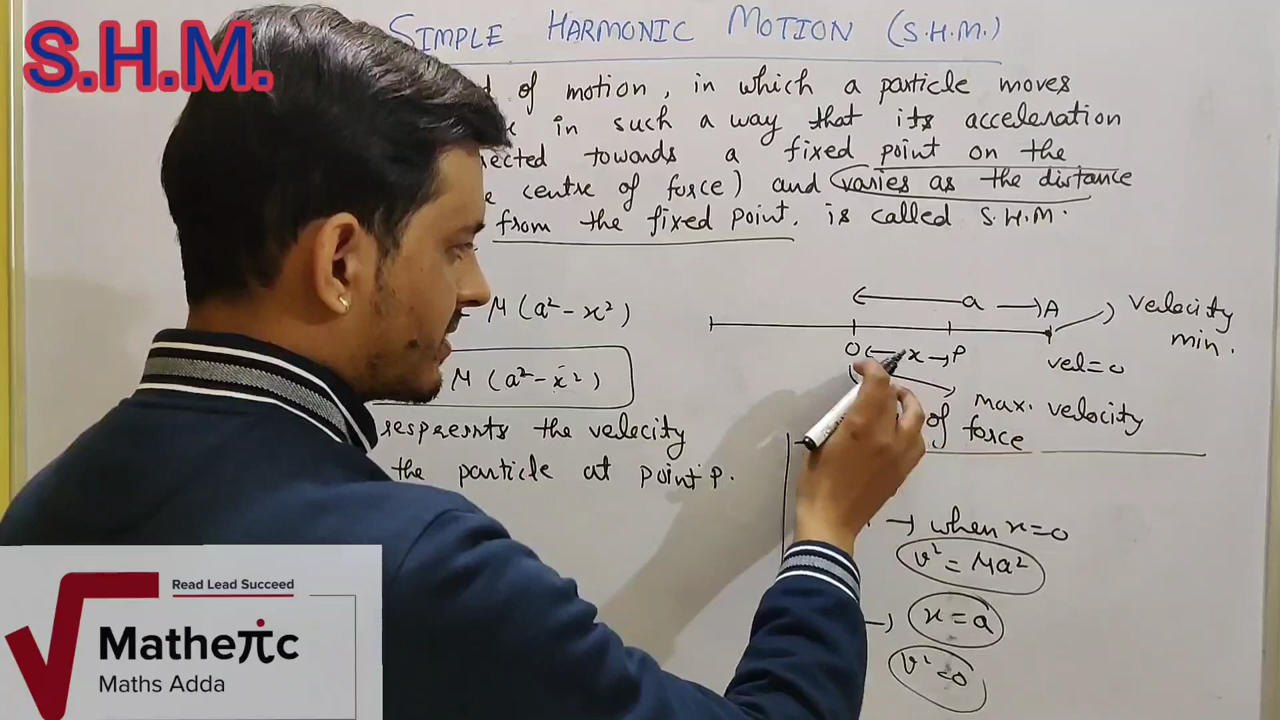 S.H.M.
SIMPLE HARMONIC MOTION (S.H.M.)
of motion, in which a particle moves
in such a way that its acceleration
towards a fixed point on the
centre of force) and varies as the distance
from the fixed point. is called S.H.M.
= μ (a² - x²)
μ (a² - x²)
respresnts the velocity
the particle at point P.
a A velocity
min.
O x P vel = 0
max. velocity
of force
→ when x=0
v² = μa²
→ x = a
v² = 0
Read Lead Succeed
Matheπc
Maths Adda